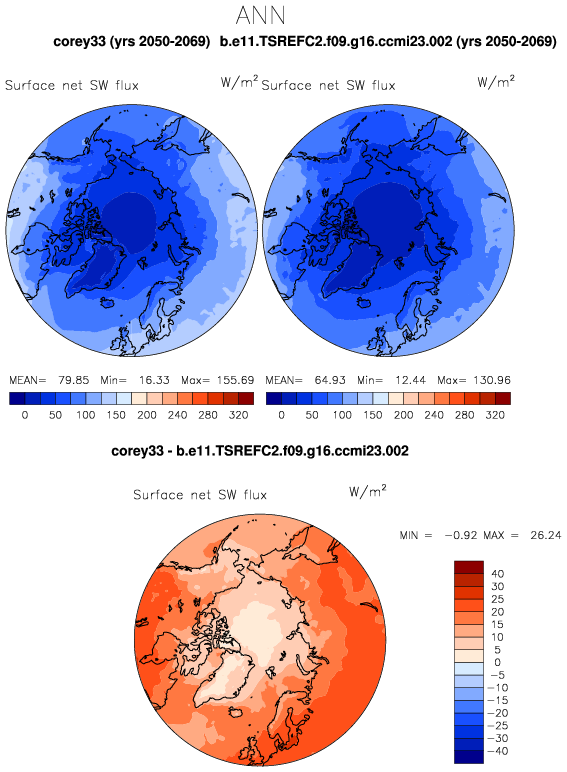 ANN
corey33 (yrs 2050-2069) b.e11.TSREFC2.f09.g16.ccmi23.002 (yrs 2050-2069)
Surface net SW flux W/m² Surface net SW flux W/m²
MEAN= 79.85 Min= 16.33 Max= 155.69 MEAN= 64.93 Min= 12.44 Max= 130.96
0 50 100 150 200 240 280 320 0 50 100 150 200 240 280 320
corey33 - b.e11.TSREFC2.f09.g16.ccmi23.002
Surface net SW flux W/m²
MIN = -0.92 MAX = 26.24
40
30
25
20
15
10
5
0
-5
-10
-15
-20
-25
-30
-40